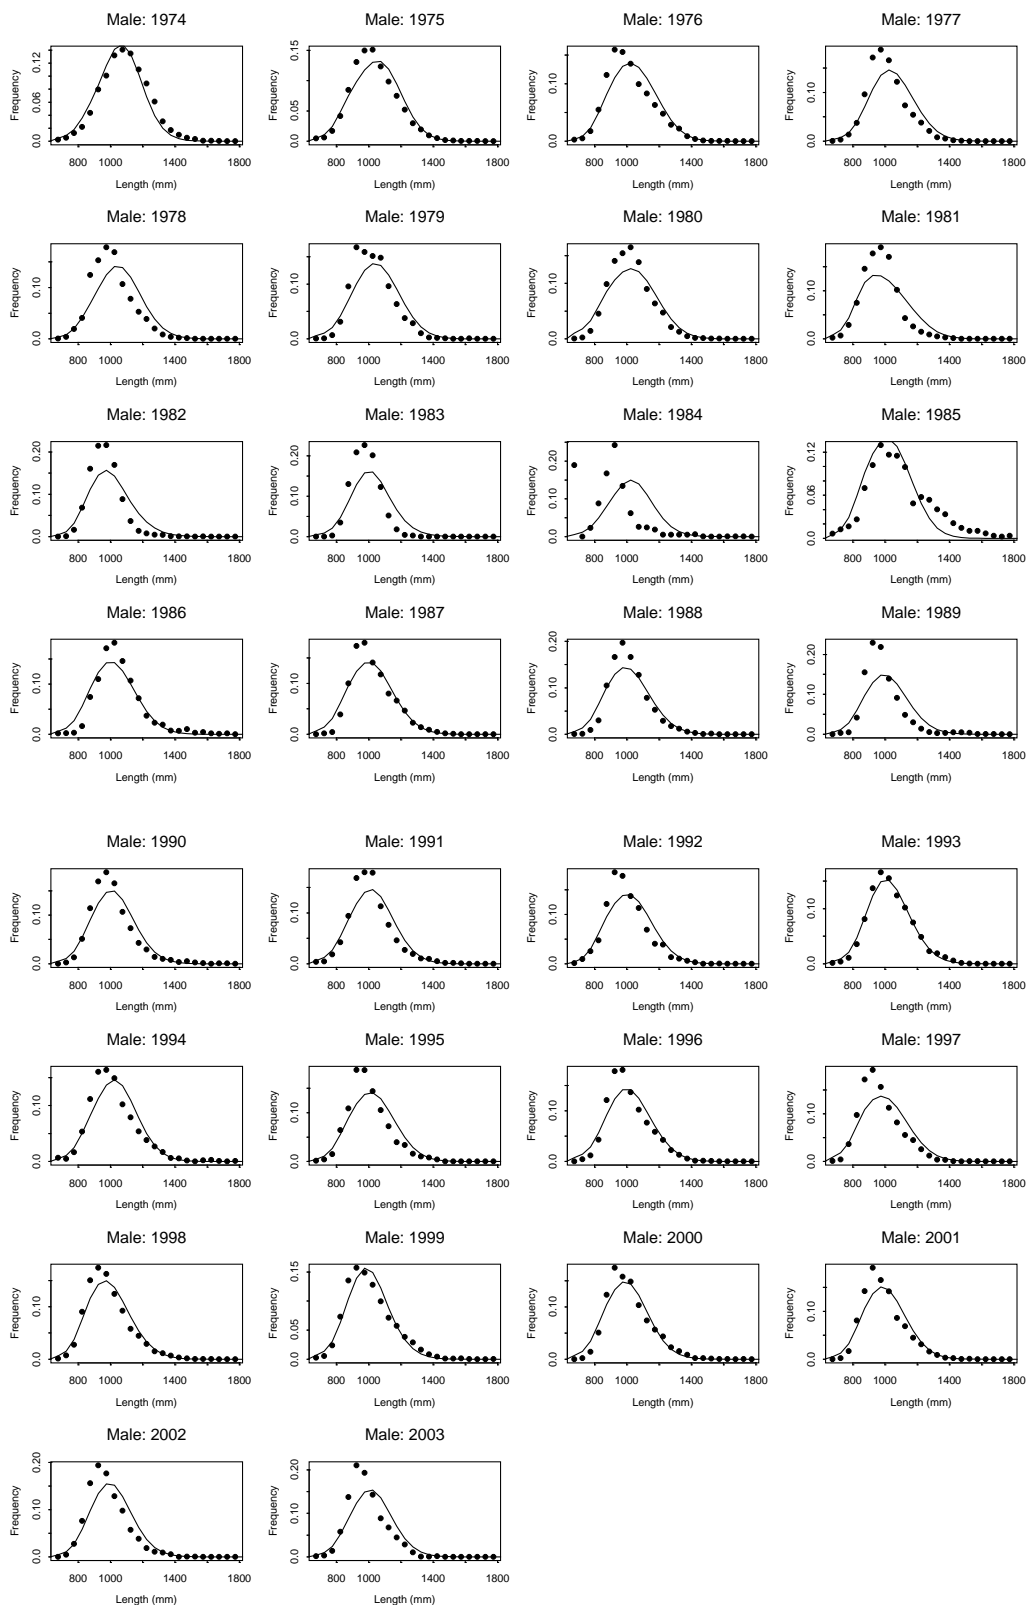 Male: 1974 Male: 1975 Male: 1976 Male: 1977
Frequency 0.0 0.06 0.12 Frequency 0.0 0.05 0.15 Frequency 0.0 0.10 Frequency 0.0 0.10
800 1000 1400 1800 800 1000 1400 1800 800 1000 1400 1800 800 1000 1400 1800
Length (mm) Length (mm) Length (mm) Length (mm)
Male: 1978 Male: 1979 Male: 1980 Male: 1981
Frequency 0.0 0.10 Frequency 0.0 0.10 Frequency 0.0 0.10 Frequency 0.0 0.10
800 1000 1400 1800 800 1000 1400 1800 800 1000 1400 1800 800 1000 1400 1800
Length (mm) Length (mm) Length (mm) Length (mm)
Male: 1982 Male: 1983 Male: 1984 Male: 1985
Frequency 0.0 0.10 0.20 Frequency 0.0 0.10 0.20 Frequency 0.0 0.10 0.20 Frequency 0.0 0.06 0.12
800 1000 1400 1800 800 1000 1400 1800 800 1000 1400 1800 800 1000 1400 1800
Length (mm) Length (mm) Length (mm) Length (mm)
Male: 1986 Male: 1987 Male: 1988 Male: 1989
Frequency 0.0 0.10 Frequency 0.0 0.10 Frequency 0.0 0.10 0.20 Frequency 0.0 0.10 0.20
800 1000 1400 1800 800 1000 1400 1800 800 1000 1400 1800 800 1000 1400 1800
Length (mm) Length (mm) Length (mm) Length (mm)
Male: 1990 Male: 1991 Male: 1992 Male: 1993
Frequency 0.0 0.10 Frequency 0.0 0.10 Frequency 0.0 0.10 Frequency 0.0 0.10
800 1000 1400 1800 800 1000 1400 1800 800 1000 1400 1800 800 1000 1400 1800
Length (mm) Length (mm) Length (mm) Length (mm)
Male: 1994 Male: 1995 Male: 1996 Male: 1997
Frequency 0.0 0.10 Frequency 0.0 0.10 Frequency 0.0 0.10 Frequency 0.0 0.10
800 1000 1400 1800 800 1000 1400 1800 800 1000 1400 1800 800 1000 1400 1800
Length (mm) Length (mm) Length (mm) Length (mm)
Male: 1998 Male: 1999 Male: 2000 Male: 2001
Frequency 0.0 0.10 Frequency 0.0 0.05 0.15 Frequency 0.0 0.10 Frequency 0.0 0.10
800 1000 1400 1800 800 1000 1400 1800 800 1000 1400 1800 800 1000 1400 1800
Length (mm) Length (mm) Length (mm) Length (mm)
Male: 2002 Male: 2003
Frequency 0.0 0.10 0.20 Frequency 0.0 0.10 0.20
800 1000 1400 1800 800 1000 1400 1800
Length (mm) Length (mm)